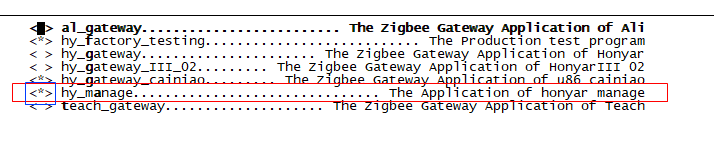 < > al_gateway......................... The Zigbee Gateway Application of Ali
<*> hy_factory_testing........................... The Production test program
< > hy_gateway..................... The Zigbee Gateway Application of Honyar
< > hy_gateway_III_O2......... The Zigbee Gateway Application of HonyarIII O2
<*> hy_gateway_cainiao......... The Zigbee Gateway Application of u86 cainiao
<*> hy_manage............................... The Application of honyar manage
< > teach_gateway.................... The Zigbee Gateway Application of Teach